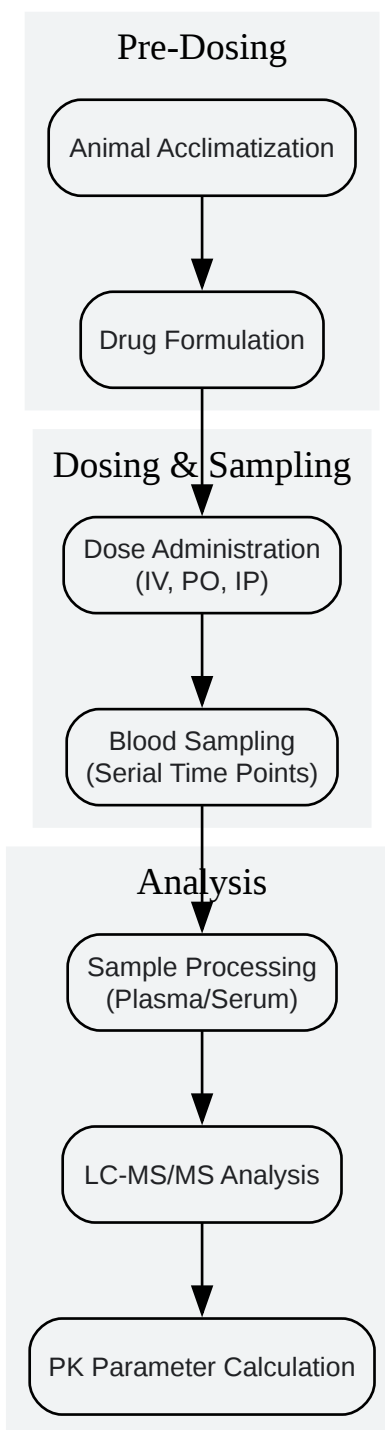 Pre-Dosing
Animal Acclimatization
Drug Formulation
Dosing & Sampling
Dose Administration
(IV, PO, IP)
Blood Sampling
(Serial Time Points)
Analysis
Sample Processing
(Plasma/Serum)
LC-MS/MS Analysis
PK Parameter Calculation